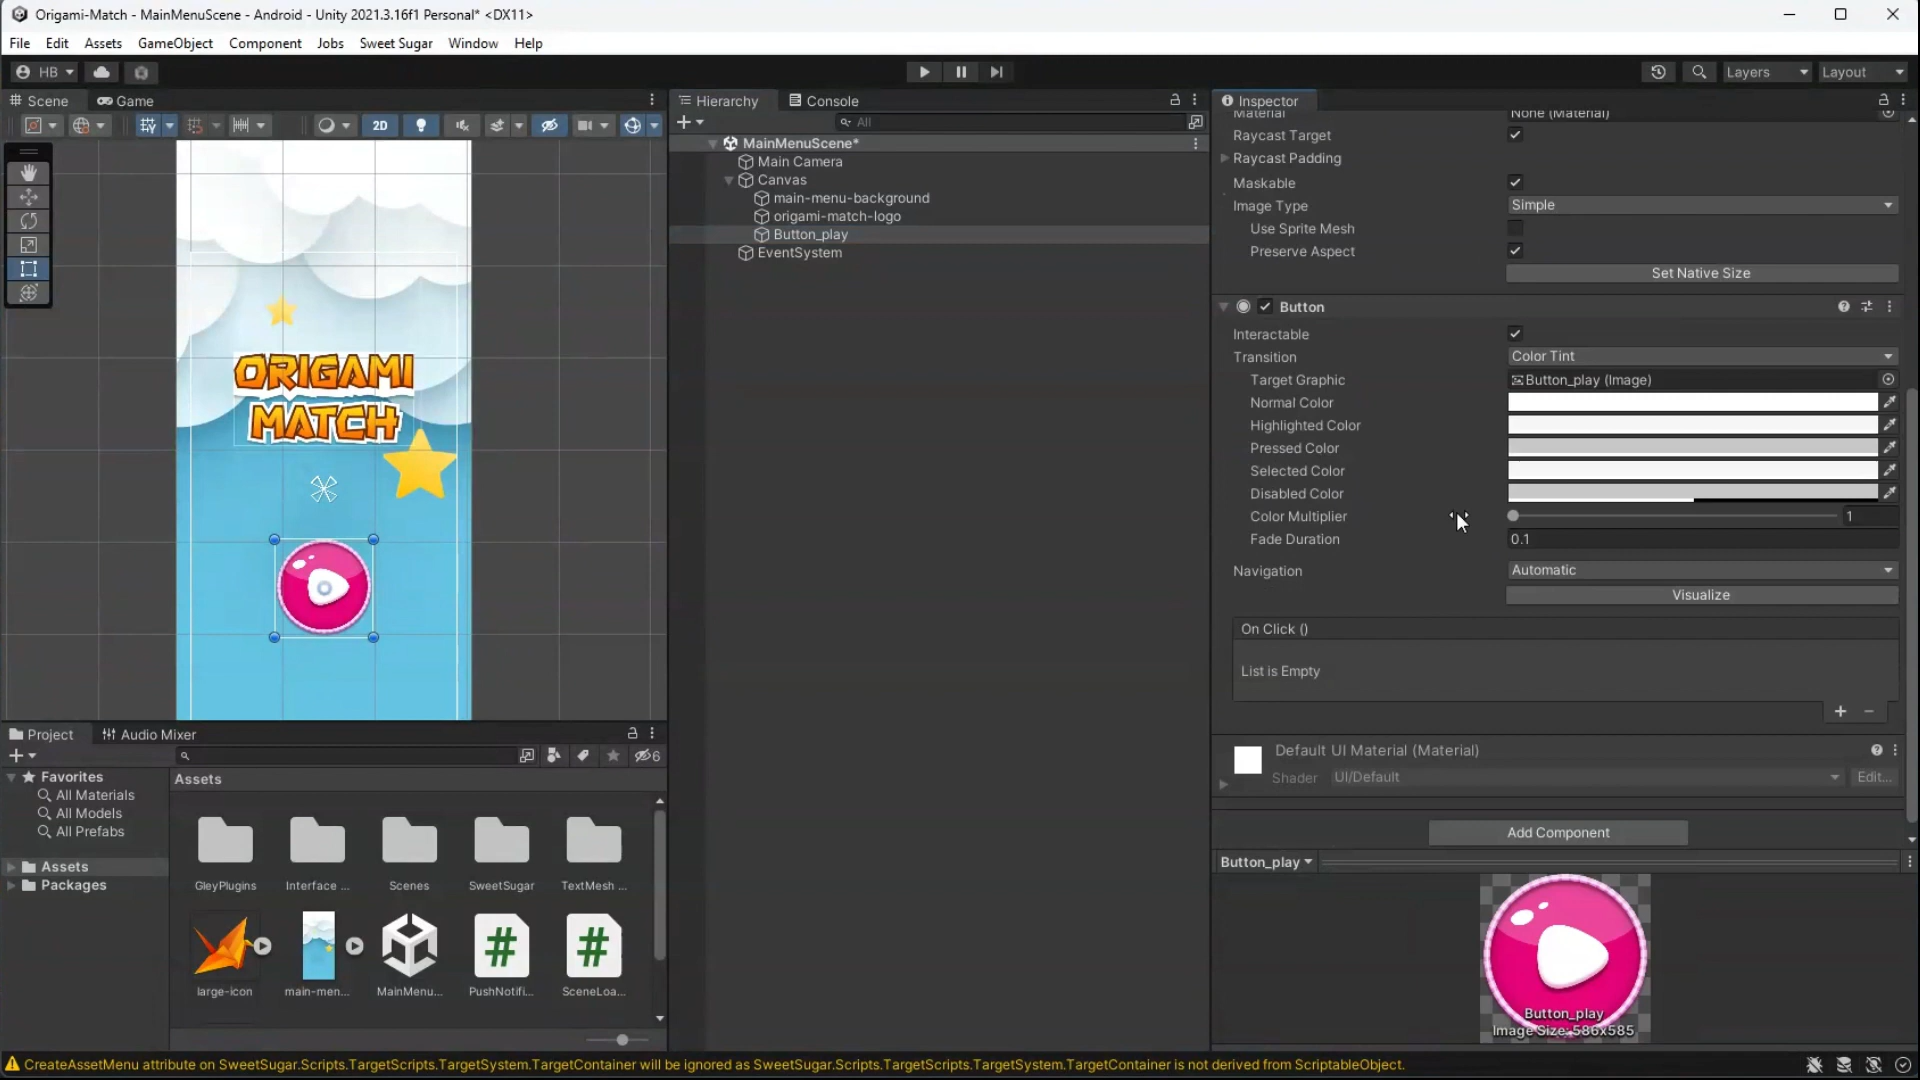 Origami-Match - MainMenuScene - Android - Unity 2021.3.16f1 Personal* <DX11>
File Edit Assets GameObject Component Jobs Sweet Sugar Window Help
HB
Layers Layout
Scene Game
2D
ORIGAMI
MATCH
Hierarchy Console
All
MainMenuScene*
Main Camera
Canvas
main-menu-background
origami-match-logo
Button_play
EventSystem
Inspector
Material None (Material)
Raycast Target
Raycast Padding
Maskable
Image Type Simple
Use Sprite Mesh
Preserve Aspect
Set Native Size
Button
Interactable
Transition Color Tint
Target Graphic Button_play (Image)
Normal Color
Highlighted Color
Pressed Color
Selected Color
Disabled Color
Color Multiplier 1
Fade Duration 0.1
Navigation Automatic
Visualize
On Click ()
List is Empty
Default UI Material (Material)
Shader UI/Default Edit...
Add Component
Button_play
Button_play
Image Size: 586x585
Project Audio Mixer
6
Favorites
All Materials
All Models
All Prefabs
Assets
Packages
Assets
GleyPlugins Interface ... Scenes SweetSugar TextMesh ...
large-icon main-men... MainMenu... PushNotifi... SceneLoa...
CreateAssetMenu attribute on SweetSugar.Scripts.TargetScripts.TargetSystem.TargetContainer will be ignored as SweetSugar.Scripts.TargetScripts.TargetSystem.TargetContainer is not derived from ScriptableObject.